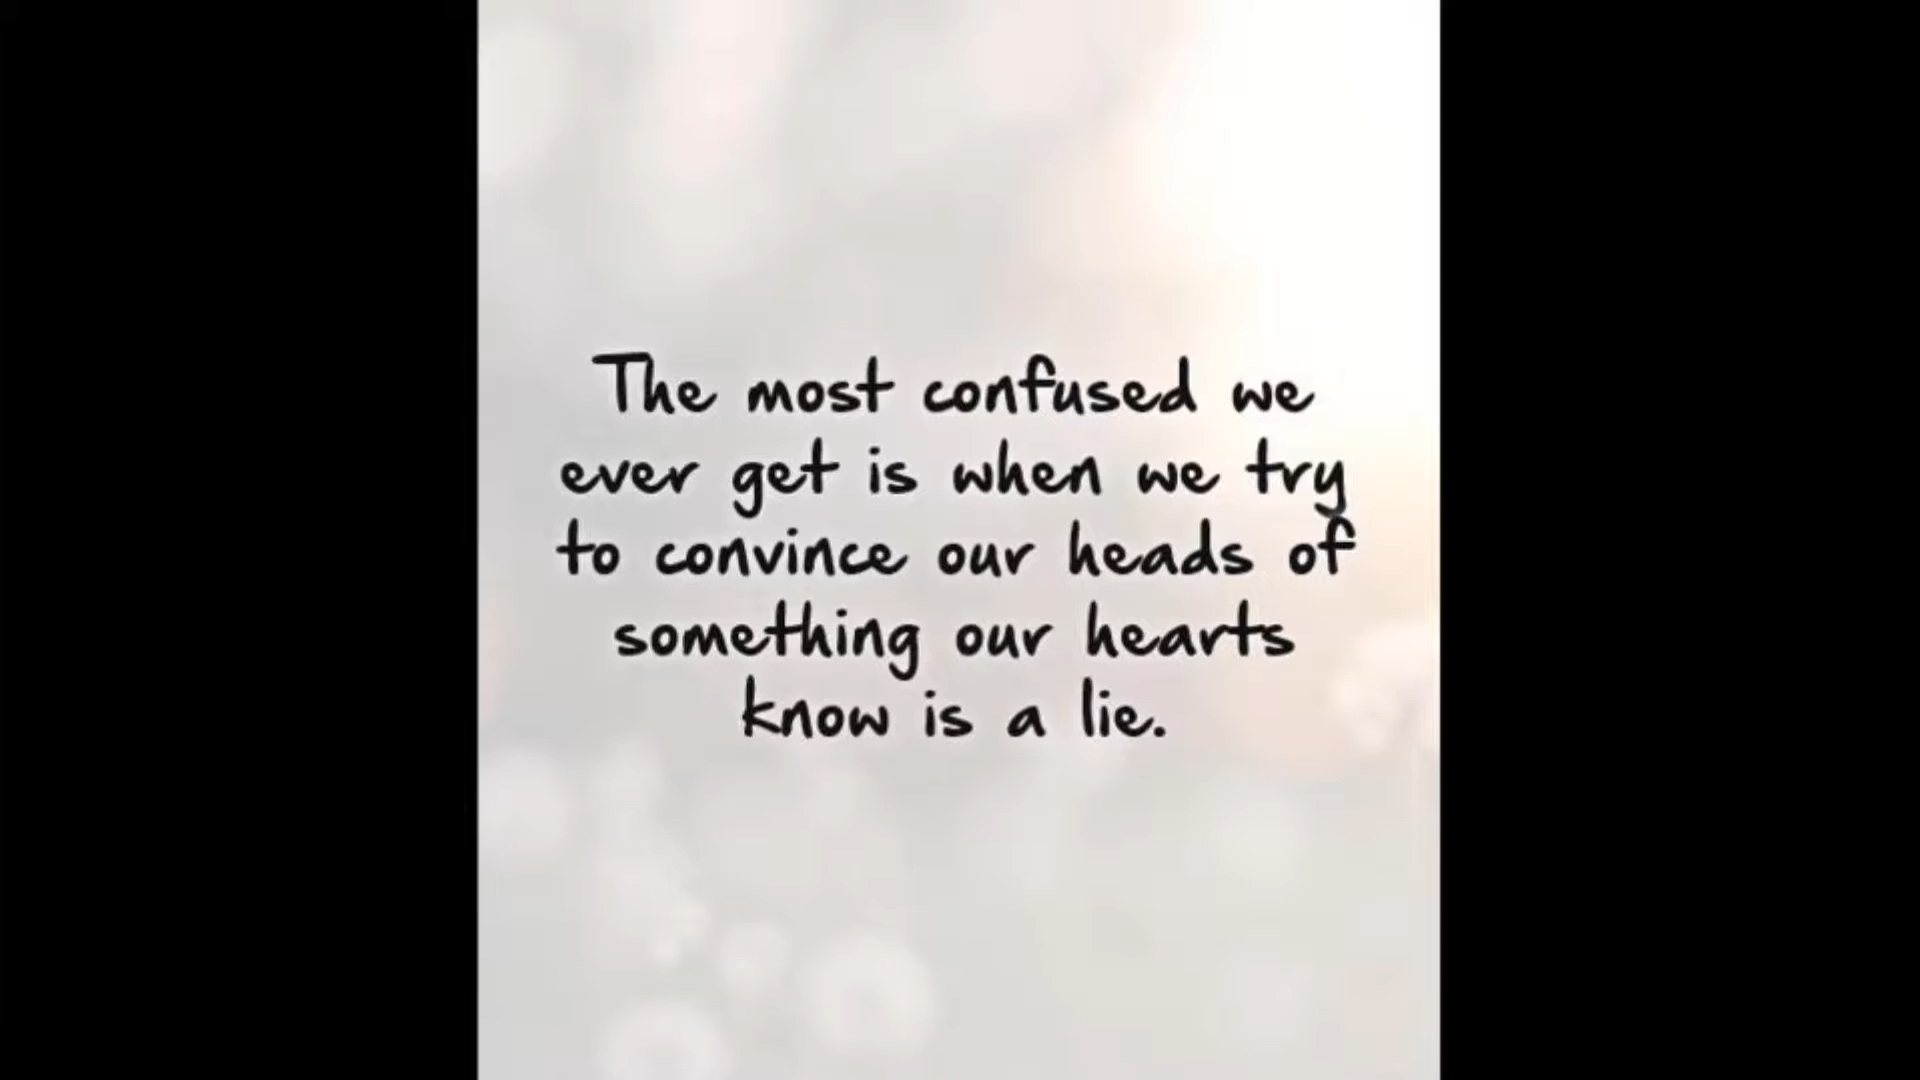 The most confused we
ever get is when we try
to convince our heads of
something our hearts
know is a lie.